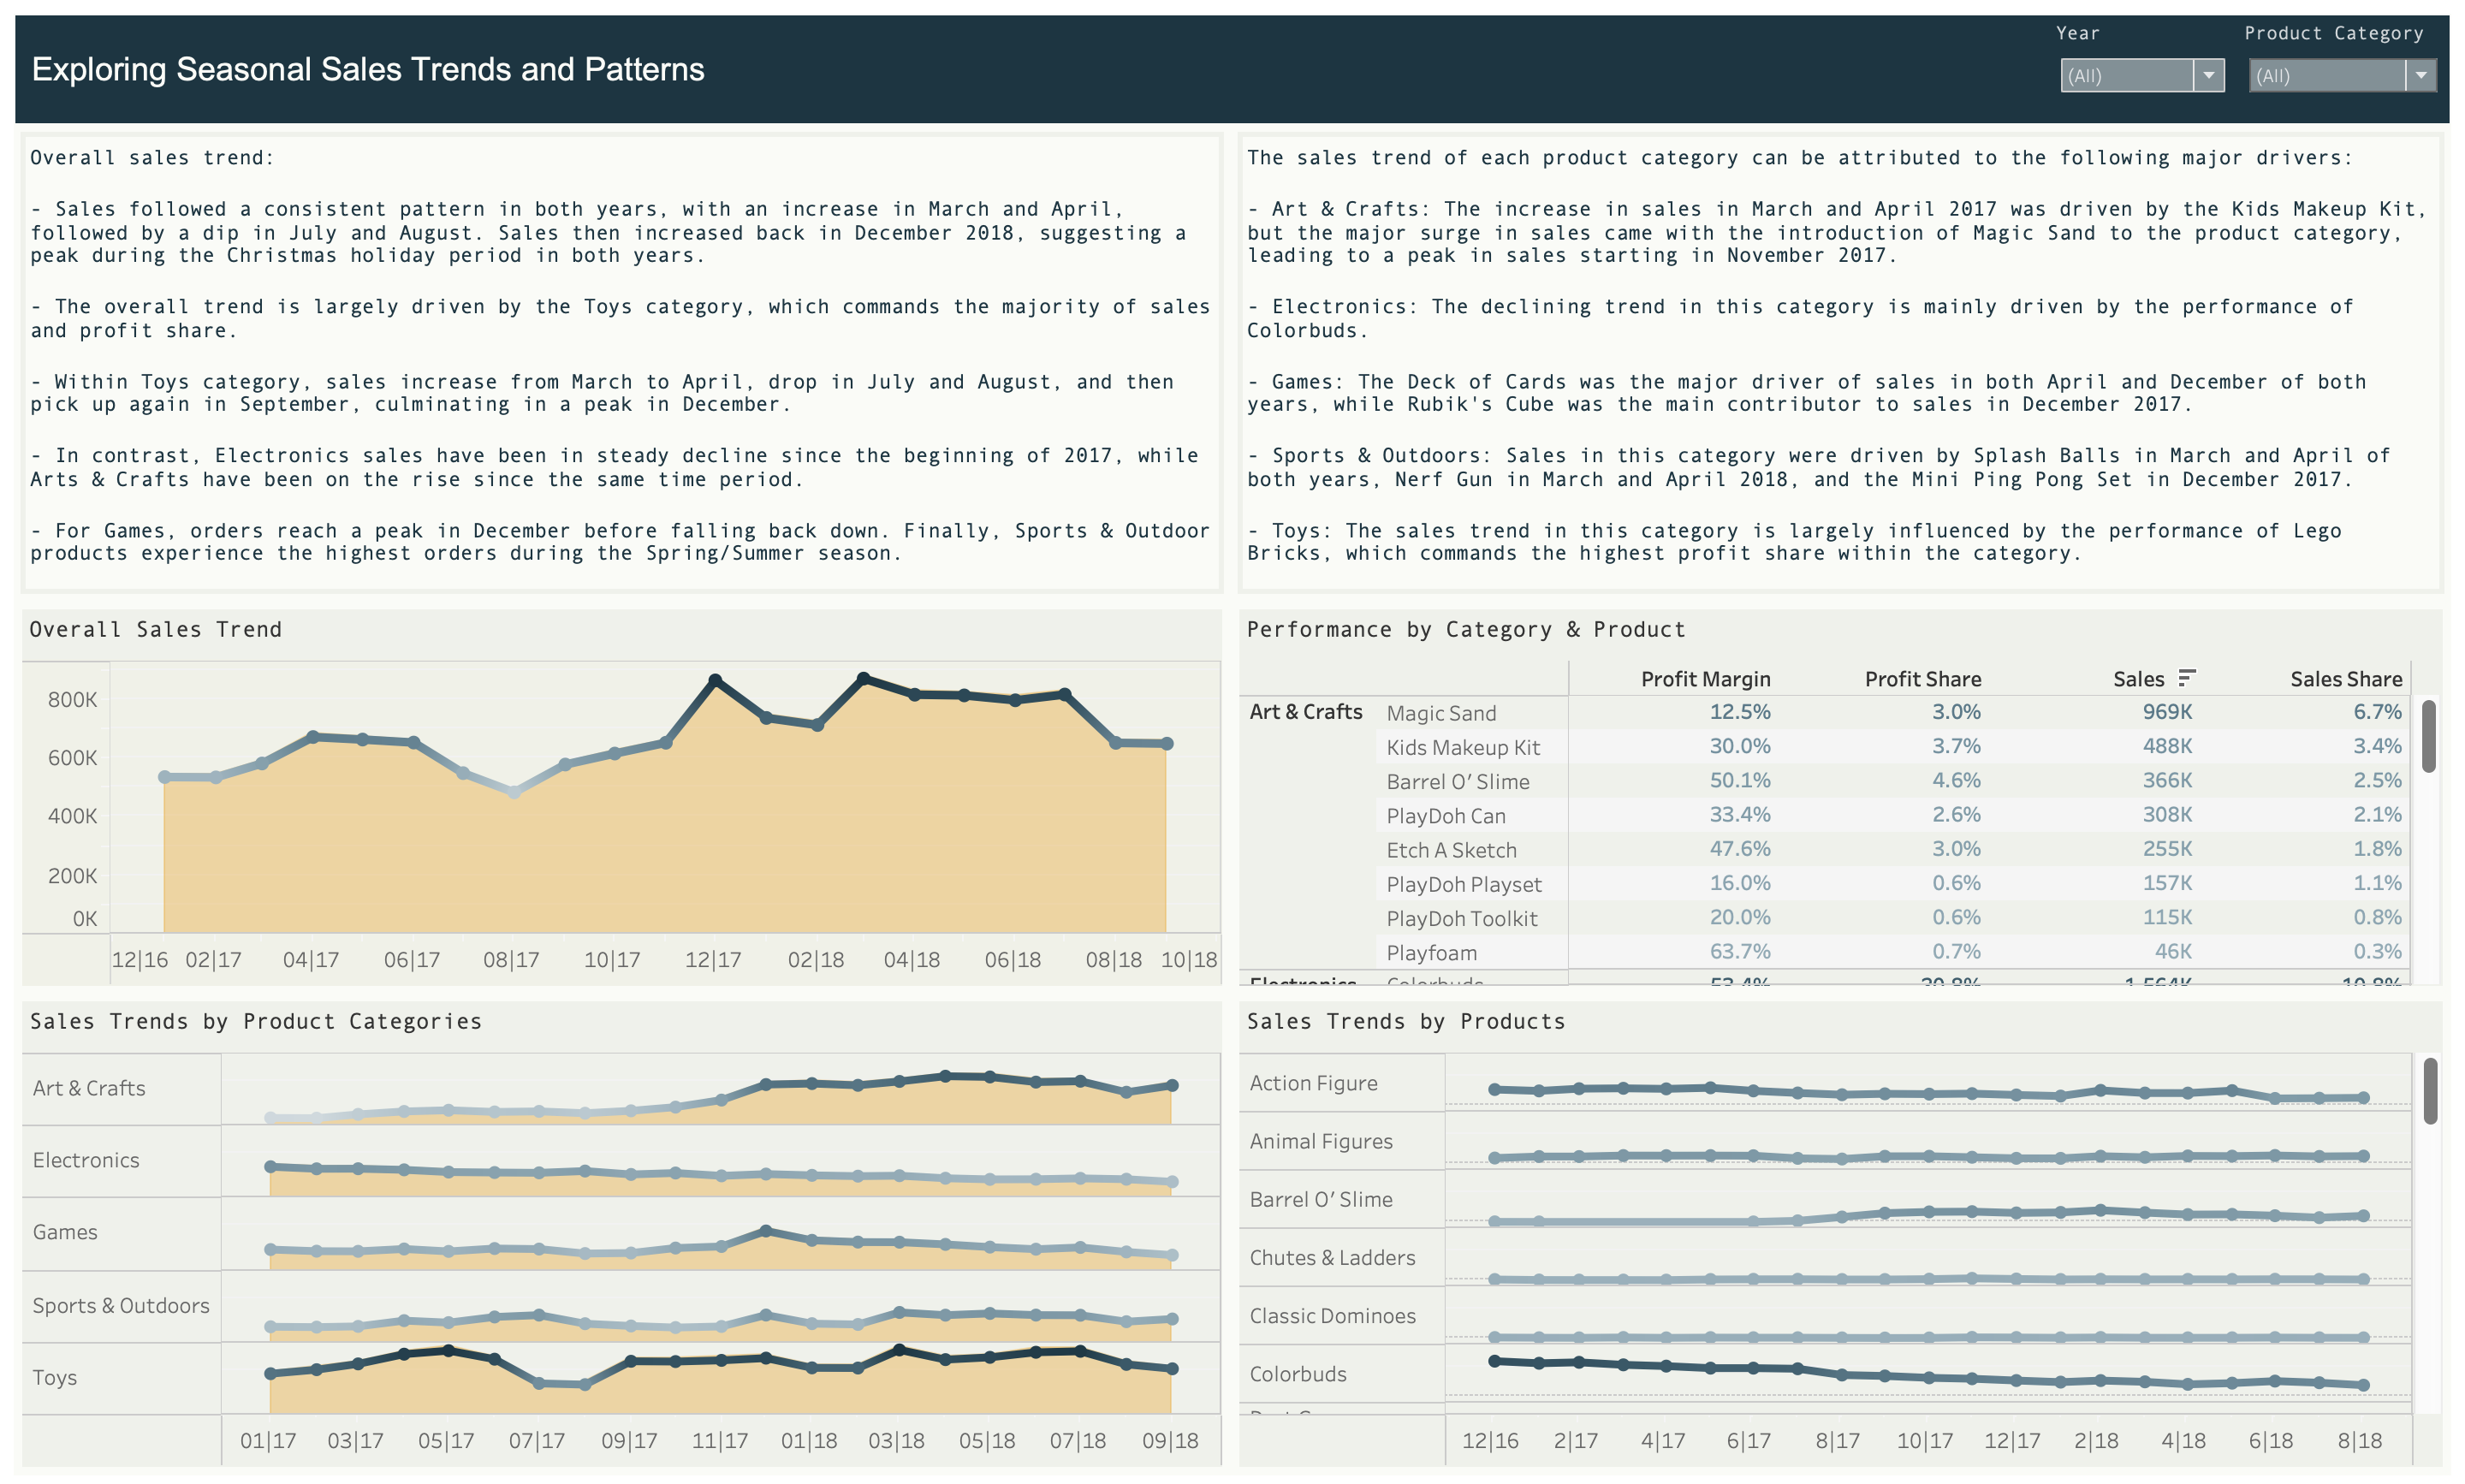 Exploring Seasonal Sales Trends and Patterns
Year
Product Category
(All)
(All)
Overall sales trend:
- Sales followed a consistent pattern in both years, with an increase in March and April,
followed by a dip in July and August. Sales then increased back in December 2018, suggesting a
peak during the Christmas holiday period in both years.
- The overall trend is largely driven by the Toys category, which commands the majority of sales
and profit share.
- Within Toys category, sales increase from March to April, drop in July and August, and then
pick up again in September, culminating in a peak in December.
- In contrast, Electronics sales have been in steady decline since the beginning of 2017, while
Arts & Crafts have been on the rise since the same time period.
- For Games, orders reach a peak in December before falling back down. Finally, Sports & Outdoor
products experience the highest orders during the Spring/Summer season.
The sales trend of each product category can be attributed to the following major drivers:
- Art & Crafts: The increase in sales in March and April 2017 was driven by the Kids Makeup Kit,
but the major surge in sales came with the introduction of Magic Sand to the product category,
leading to a peak in sales starting in November 2017.
- Electronics: The declining trend in this category is mainly driven by the performance of
Colorbuds.
- Games: The Deck of Cards was the major driver of sales in both April and December of both
years, while Rubik's Cube was the main contributor to sales in December 2017.
- Sports & Outdoors: Sales in this category were driven by Splash Balls in March and April of
both years, Nerf Gun in March and April 2018, and the Mini Ping Pong Set in December 2017.
- Toys: The sales trend in this category is largely influenced by the performance of Lego
Bricks, which commands the highest profit share within the category.
Overall Sales Trend
800K
600K
400K
200K
0K
12|16 02|17 04|17 06|17 08|17 10|17 12|17 02|18 04|18 06|18 08|18 10|18
Performance by Category & Product
Profit Margin Profit Share Sales Sales Share
Art & Crafts Magic Sand 12.5% 3.0% 969K 6.7%
Kids Makeup Kit 30.0% 3.7% 488K 3.4%
Barrel O' Slime 50.1% 4.6% 366K 2.5%
PlayDoh Can 33.4% 2.6% 308K 2.1%
Etch A Sketch 47.6% 3.0% 255K 1.8%
PlayDoh Playset 16.0% 0.6% 157K 1.1%
PlayDoh Toolkit 20.0% 0.6% 115K 0.8%
Playfoam 63.7% 0.7% 46K 0.3%
Electronics Colorbuds 53.4% 20.8% 1,564K 10.8%
Sales Trends by Product Categories
Art & Crafts
Electronics
Games
Sports & Outdoors
Toys
01|17 03|17 05|17 07|17 09|17 11|17 01|18 03|18 05|18 07|18 09|18
Sales Trends by Products
Action Figure
Animal Figures
Barrel O' Slime
Chutes & Ladders
Classic Dominoes
Colorbuds
12|16 2|17 4|17 6|17 8|17 10|17 12|17 2|18 4|18 6|18 8|18